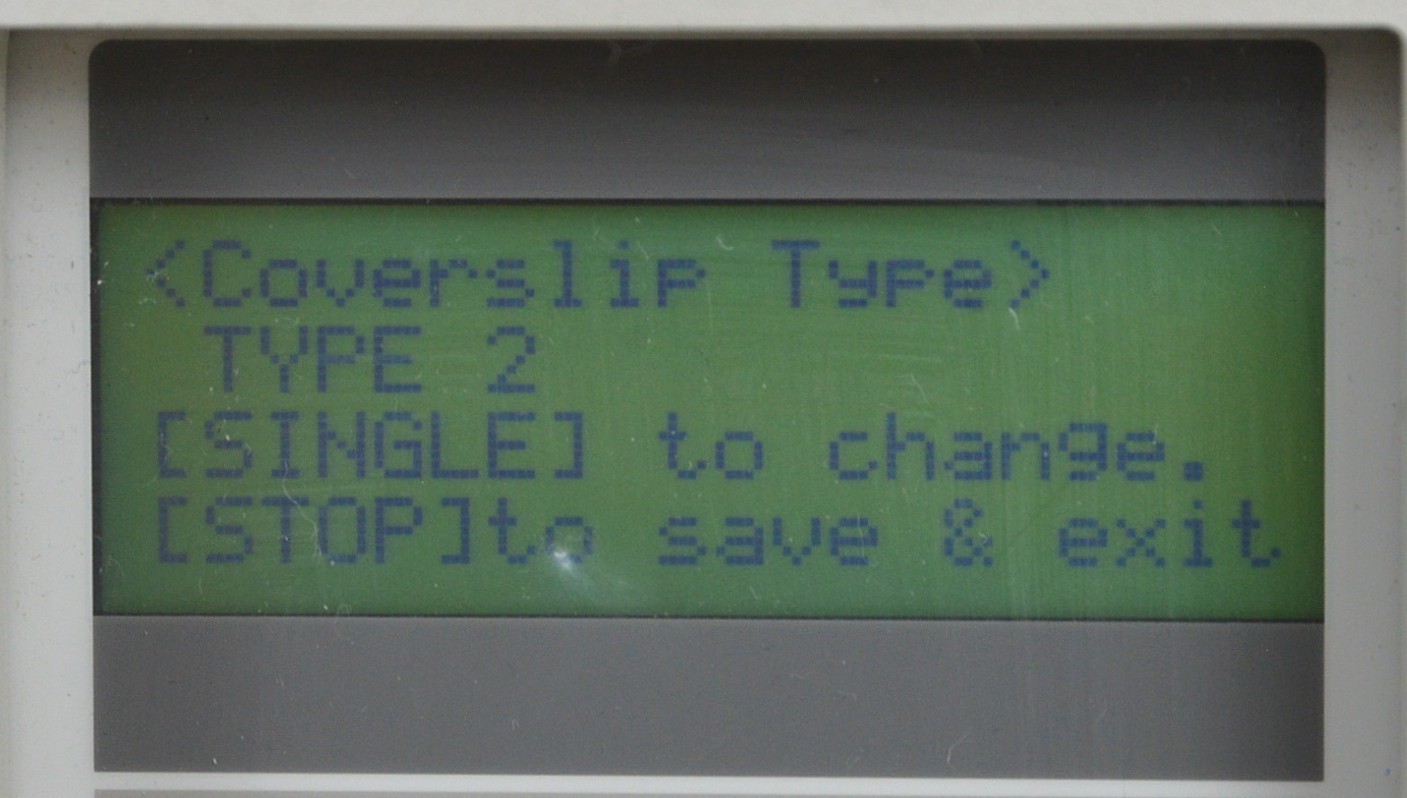 <Coverslip Type>
TYPE 2
[SINGLE] to change.
[STOP]to save & exit